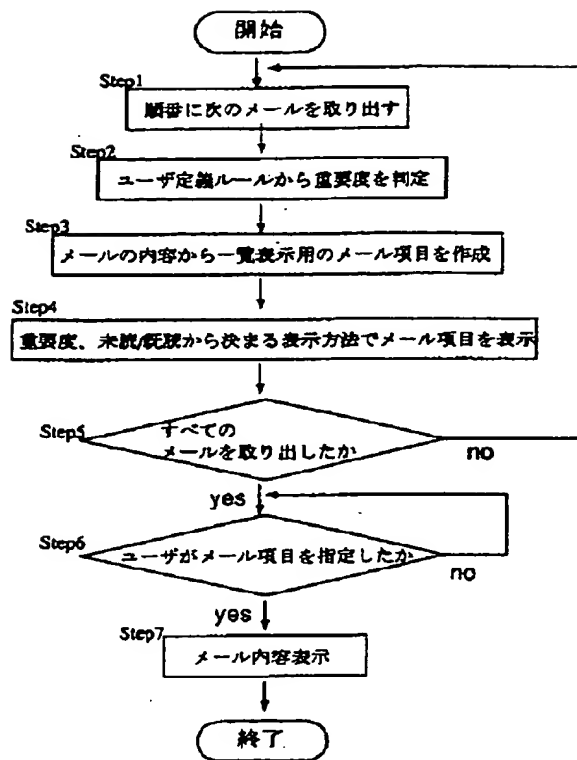 開始
Step1
順番に次のメールを取り出す
Step2
ユーザ定義ルールから重要度を判定
Step3
メールの内容から一覧表示用のメール項目を作成
Step4
重要度、未読/既読から決まる表示方法でメール項目を表示
Step5
すべての
メールを取り出したか
no
yes
Step6
ユーザがメール項目を指定したか
no
yes
Step7
メール内容表示
終了